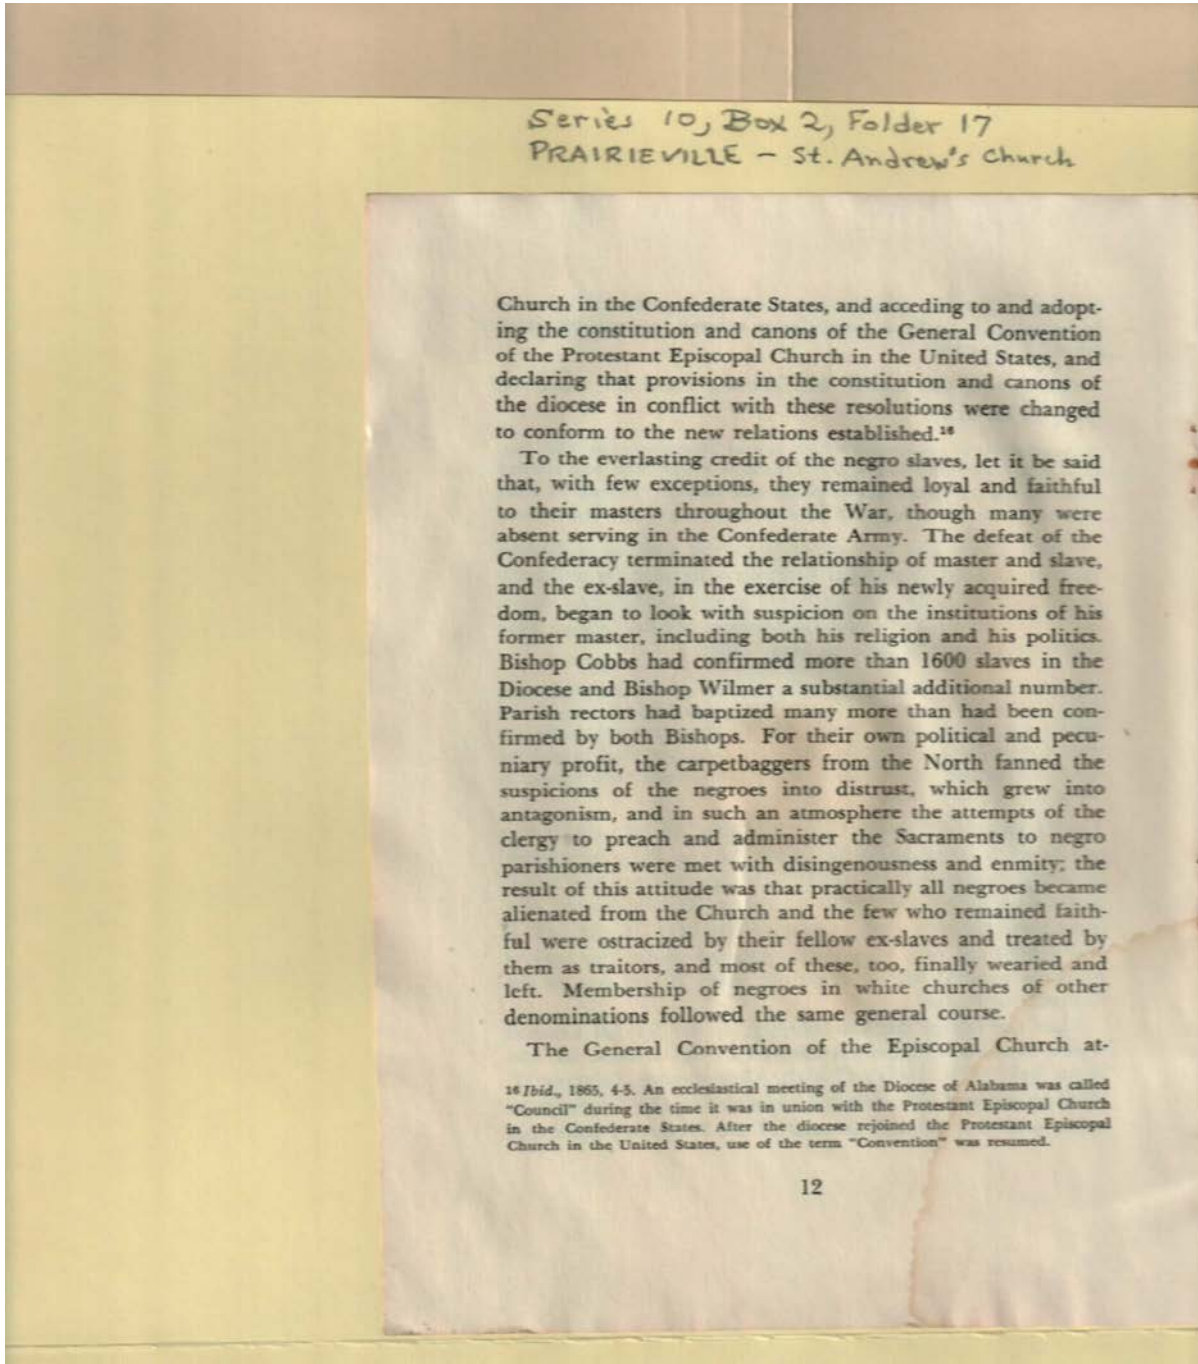 Series 10, Box 2, Folder 17
PRAIRIEVILLE - St. Andrew's Church
Church in the Confederate States, and acceding to and adopt-
ing the constitution and canons of the General Convention
of the Protestant Episcopal Church in the United States, and
declaring that provisions in the constitution and canons of
the diocese in conflict with these resolutions were changed
to conform to the new relations established.¹⁶
To the everlasting credit of the negro slaves, let it be said
that, with few exceptions, they remained loyal and faithful
to their masters throughout the War, though many were
absent serving in the Confederate Army. The defeat of the
Confederacy terminated the relationship of master and slave,
and the ex-slave, in the exercise of his newly acquired free-
dom, began to look with suspicion on the institutions of his
former master, including both his religion and his politics.
Bishop Cobbs had confirmed more than 1600 slaves in the
Diocese and Bishop Wilmer a substantial additional number.
Parish rectors had baptized many more than had been con-
firmed by both Bishops. For their own political and pecu-
niary profit, the carpetbaggers from the North fanned the
suspicions of the negroes into distrust, which grew into
antagonism, and in such an atmosphere the attempts of the
clergy to preach and administer the Sacraments to negro
parishioners were met with disingenousness and enmity; the
result of this attitude was that practically all negroes became
alienated from the Church and the few who remained faith-
ful were ostracized by their fellow ex-slaves and treated by
them as traitors, and most of these, too, finally wearied and
left. Membership of negroes in white churches of other
denominations followed the same general course.
The General Convention of the Episcopal Church at-
¹⁶ Ibid., 1865, 4-5. An ecclesiastical meeting of the Diocese of Alabama was called
"Council" during the time it was in union with the Protestant Episcopal Church
in the Confederate States. After the diocese rejoined the Protestant Episcopal
Church in the United States, use of the term "Convention" was resumed.
12